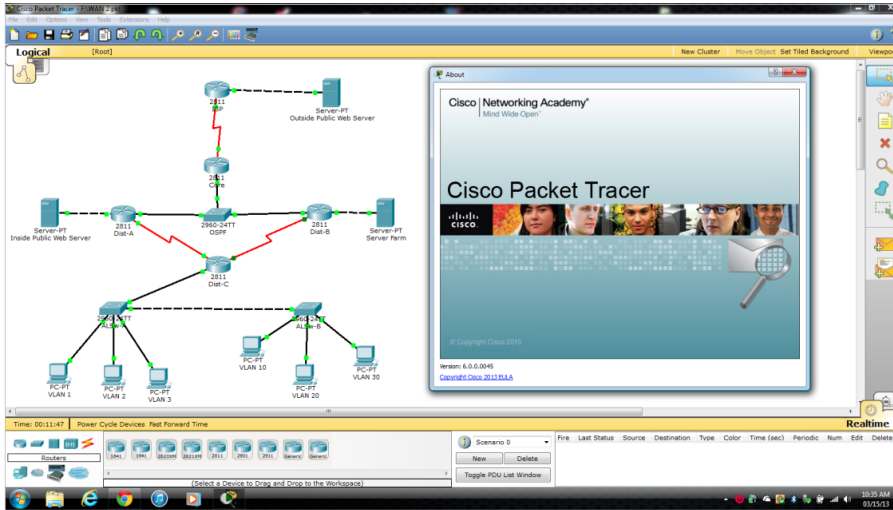 Cisco Packet Tracer - F:\WAN 2.pkt
File Edit Options View Tools Extensions Help
Logical
[Root]
New Cluster
Move Object
Set Tiled Background
Viewpo
2811
ISP
Server-PT
Outside Public Web Server
2811
Core
Server-PT
Inside Public Web Server
2811
Dist-A
2960-24TT
OSPF
2811
Dist-B
Server-PT
Server Farm
2811
Dist-C
2960-24TT
ALSw-A
2960-24TT
ALSw-B
PC-PT
VLAN 1
PC-PT
VLAN 2
PC-PT
VLAN 3
PC-PT
VLAN 10
PC-PT
VLAN 20
PC-PT
VLAN 30
About
Cisco Networking Academy®
Mind Wide Open™
Cisco Packet Tracer
CISCO.
© Copyright Cisco 2013
Version: 6.0.0.0045
Copyright Cisco 2013 EULA
Time: 00:11:47
Power Cycle Devices Fast Forward Time
Realtime
Routers
1841 1941 2620XM 2621XM 2811 2901 2911 Generic Generic
(Select a Device to Drag and Drop to the Workspace)
Scenario 0
New
Delete
Toggle PDU List Window
Fire Last Status Source Destination Type Color Time (sec) Periodic Num Edit Delete
10:35 AM
03/15/13